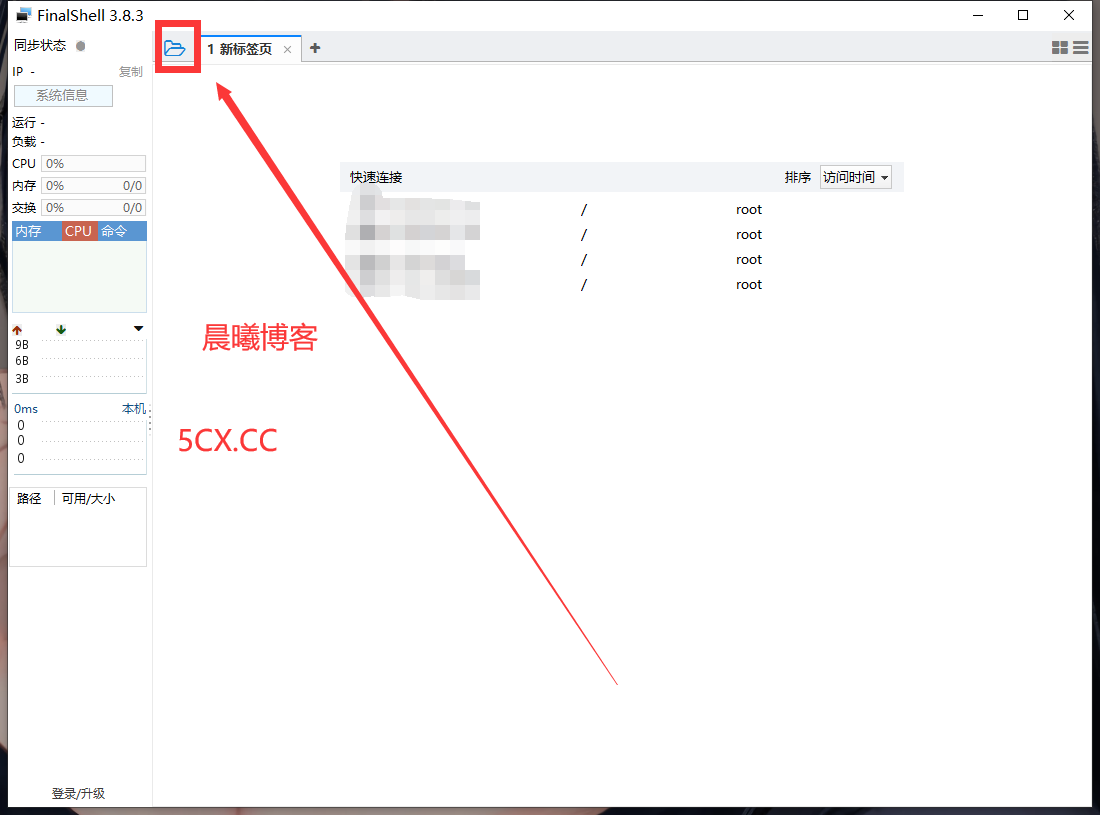 FinalShell 3.8.3
同步状态
1 新标签页
IP -
复制
系统信息
运行 -
负载 -
CPU 0%
内存 0% 0/0
交换 0% 0/0
内存 CPU 命令
9B
6B
3B
0ms 本机
0
0
0
路径 可用/大小
登录/升级
快速连接 排序 访问时间
/ root
/ root
/ root
/ root
晨曦博客
5CX.CC